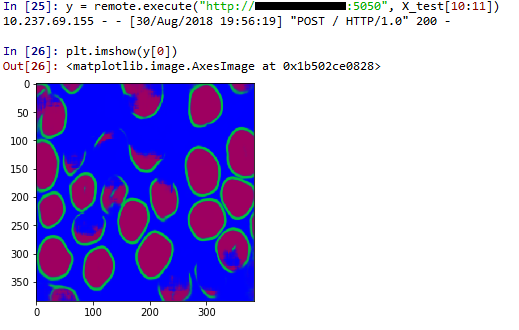 In [25]: y = remote.execute("http://:5050", X_test[10:11])
10.237.69.155 - - [30/Aug/2018 19:56:19] "POST / HTTP/1.0" 200 -
In [26]: plt.imshow(y[0])
Out[26]: <matplotlib.image.AxesImage at 0x1b502ce0828>
0
50
100
150
200
250
300
350
0 100 200 300